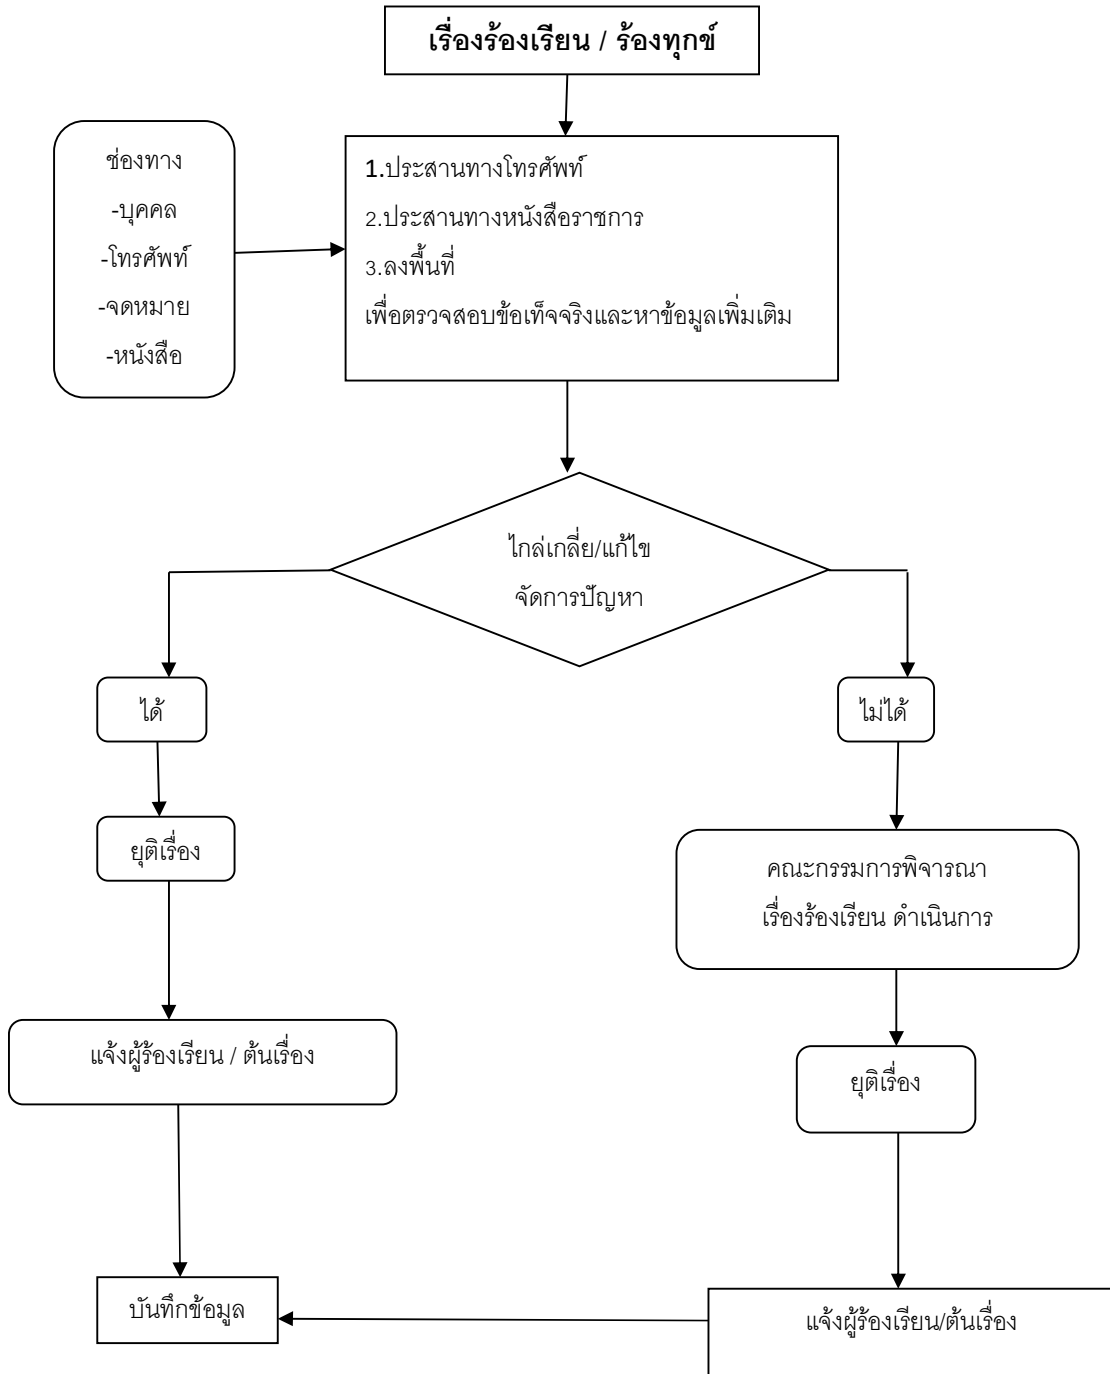 เรื่องร้องเรียน / ร้องทุกข์
ช่องทาง
-บุคคล
-โทรศัพท์
-จดหมาย
-หนังสือ
1.ประสานทางโทรศัพท์
2.ประสานทางหนังสือราชการ
3.ลงพื้นที่
เพื่อตรวจสอบข้อเท็จจริงและหาข้อมูลเพิ่มเติม
ไกล่เกลี่ย/แก้ไข
จัดการปัญหา
ได้
ไม่ได้
ยุติเรื่อง
คณะกรรมการพิจารณา
เรื่องร้องเรียน ดำเนินการ
แจ้งผู้ร้องเรียน / ต้นเรื่อง
ยุติเรื่อง
บันทึกข้อมูล
แจ้งผู้ร้องเรียน/ต้นเรื่อง